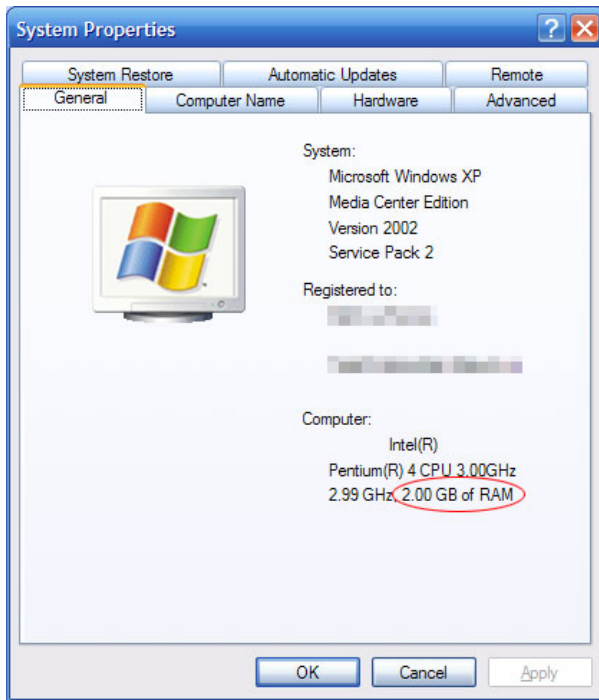 System Properties
System Restore Automatic Updates Remote
General Computer Name Hardware Advanced
System:
Microsoft Windows XP
Media Center Edition
Version 2002
Service Pack 2
Registered to:
Computer:
Intel(R)
Pentium(R) 4 CPU 3.00GHz
2.99 GHz, 2.00 GB of RAM
OK Cancel Apply